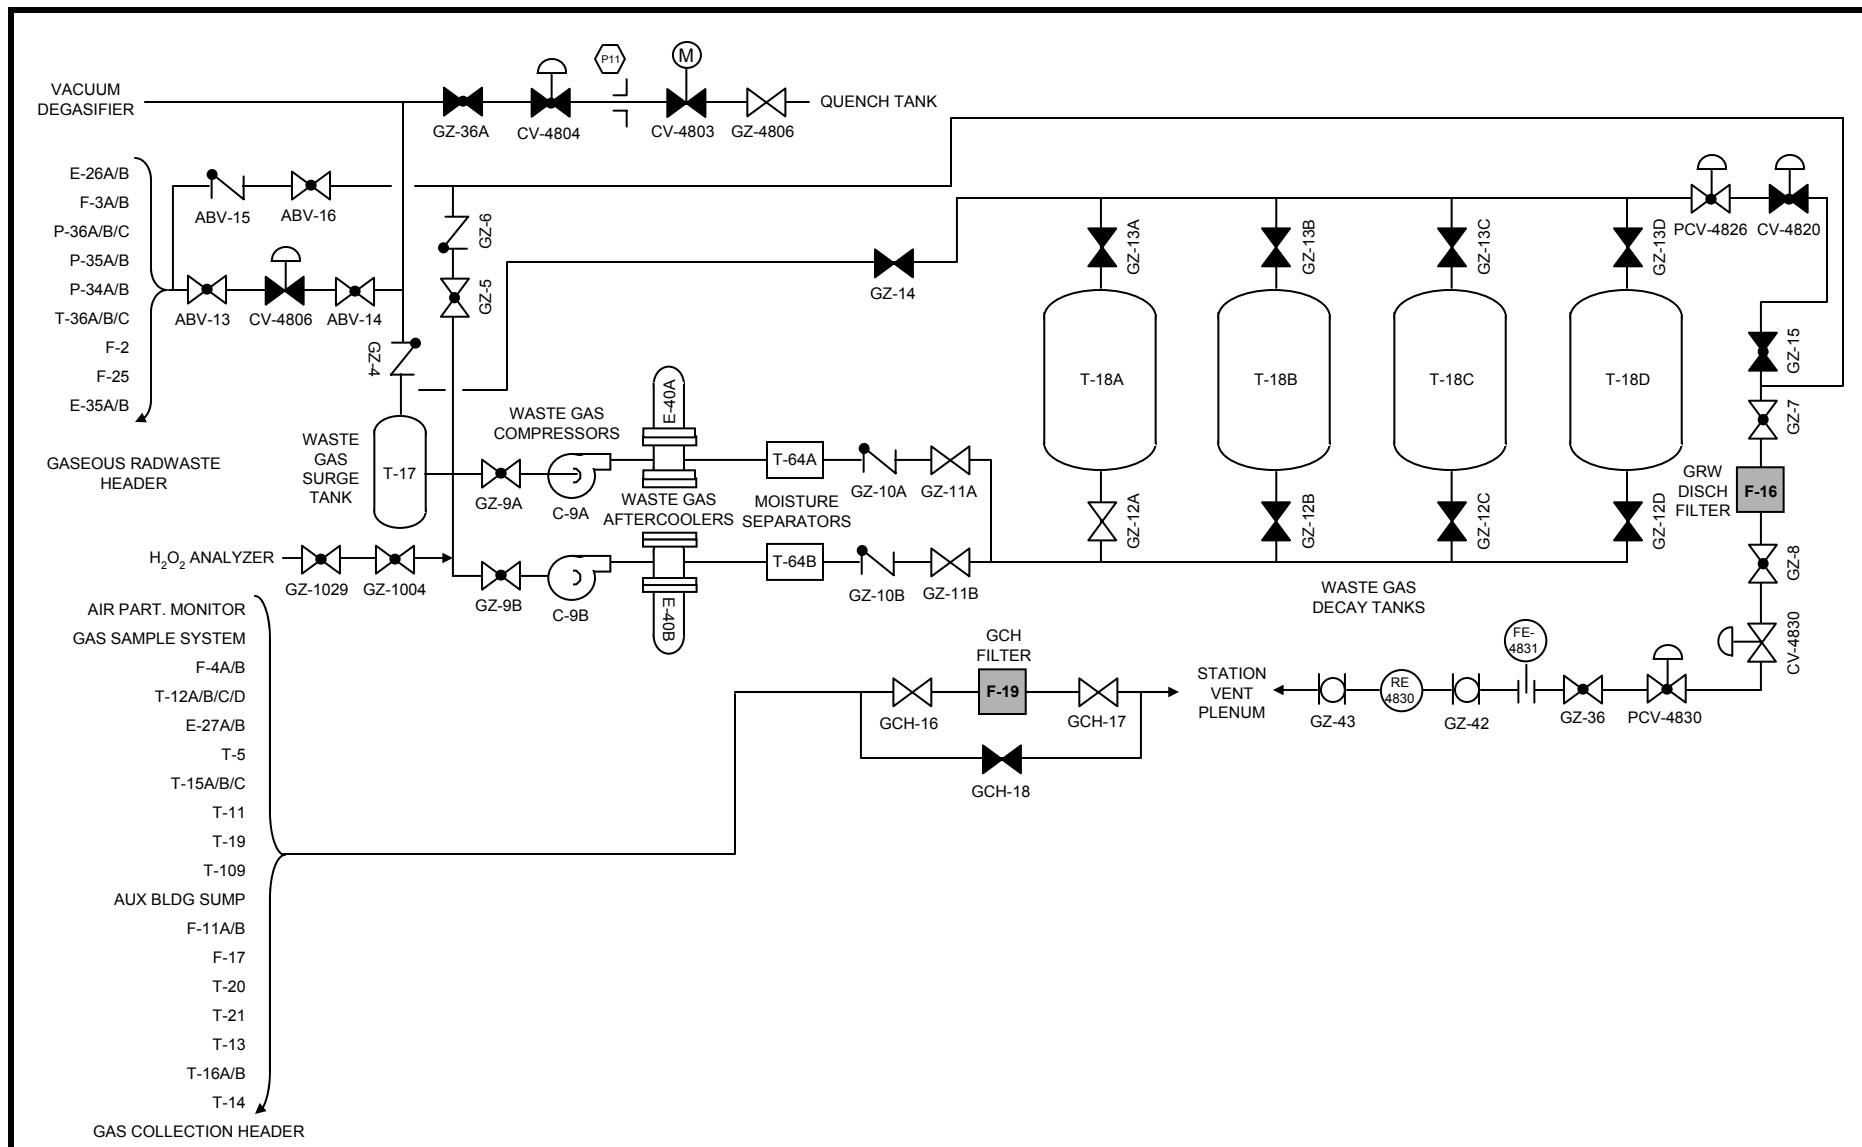 P11
M
VACUUM
DEGASIFIER
GZ-36A
CV-4804
CV-4803
GZ-4806
QUENCH TANK
E-26A/B
F-3A/B
P-36A/B/C
P-35A/B
P-34A/B
T-36A/B/C
F-2
F-25
E-35A/B
GASEOUS RADWASTE
HEADER
ABV-15
ABV-16
ABV-13
CV-4806
ABV-14
GZ-6
GZ-5
GZ-4
GZ-14
GZ-13A
GZ-13B
GZ-13C
GZ-13D
PCV-4826
CV-4820
GZ-15
GZ-7
T-18A
T-18B
T-18C
T-18D
WASTE
GAS
SURGE
TANK
T-17
WASTE GAS
COMPRESSORS
E-40A
GZ-9A
C-9A
WASTE GAS
AFTERCOOLERS
T-64A
MOISTURE
SEPARATORS
GZ-10A
GZ-11A
GZ-12A
GZ-12B
GZ-12C
GZ-12D
GRW
DISCH
FILTER
F-16
GZ-8
H2O2 ANALYZER
GZ-1029
GZ-1004
GZ-9B
C-9B
E-40B
T-64B
GZ-10B
GZ-11B
WASTE GAS
DECAY TANKS
CV-4830
FE-
4831
RE
4830
GZ-43
GZ-42
GZ-36
PCV-4830
STATION
VENT
PLENUM
GCH
FILTER
F-19
GCH-16
GCH-17
GCH-18
AIR PART. MONITOR
GAS SAMPLE SYSTEM
F-4A/B
T-12A/B/C/D
E-27A/B
T-5
T-15A/B/C
T-11
T-19
T-109
AUX BLDG SUMP
F-11A/B
F-17
T-20
T-21
T-13
T-16A/B
T-14
GAS COLLECTION HEADER